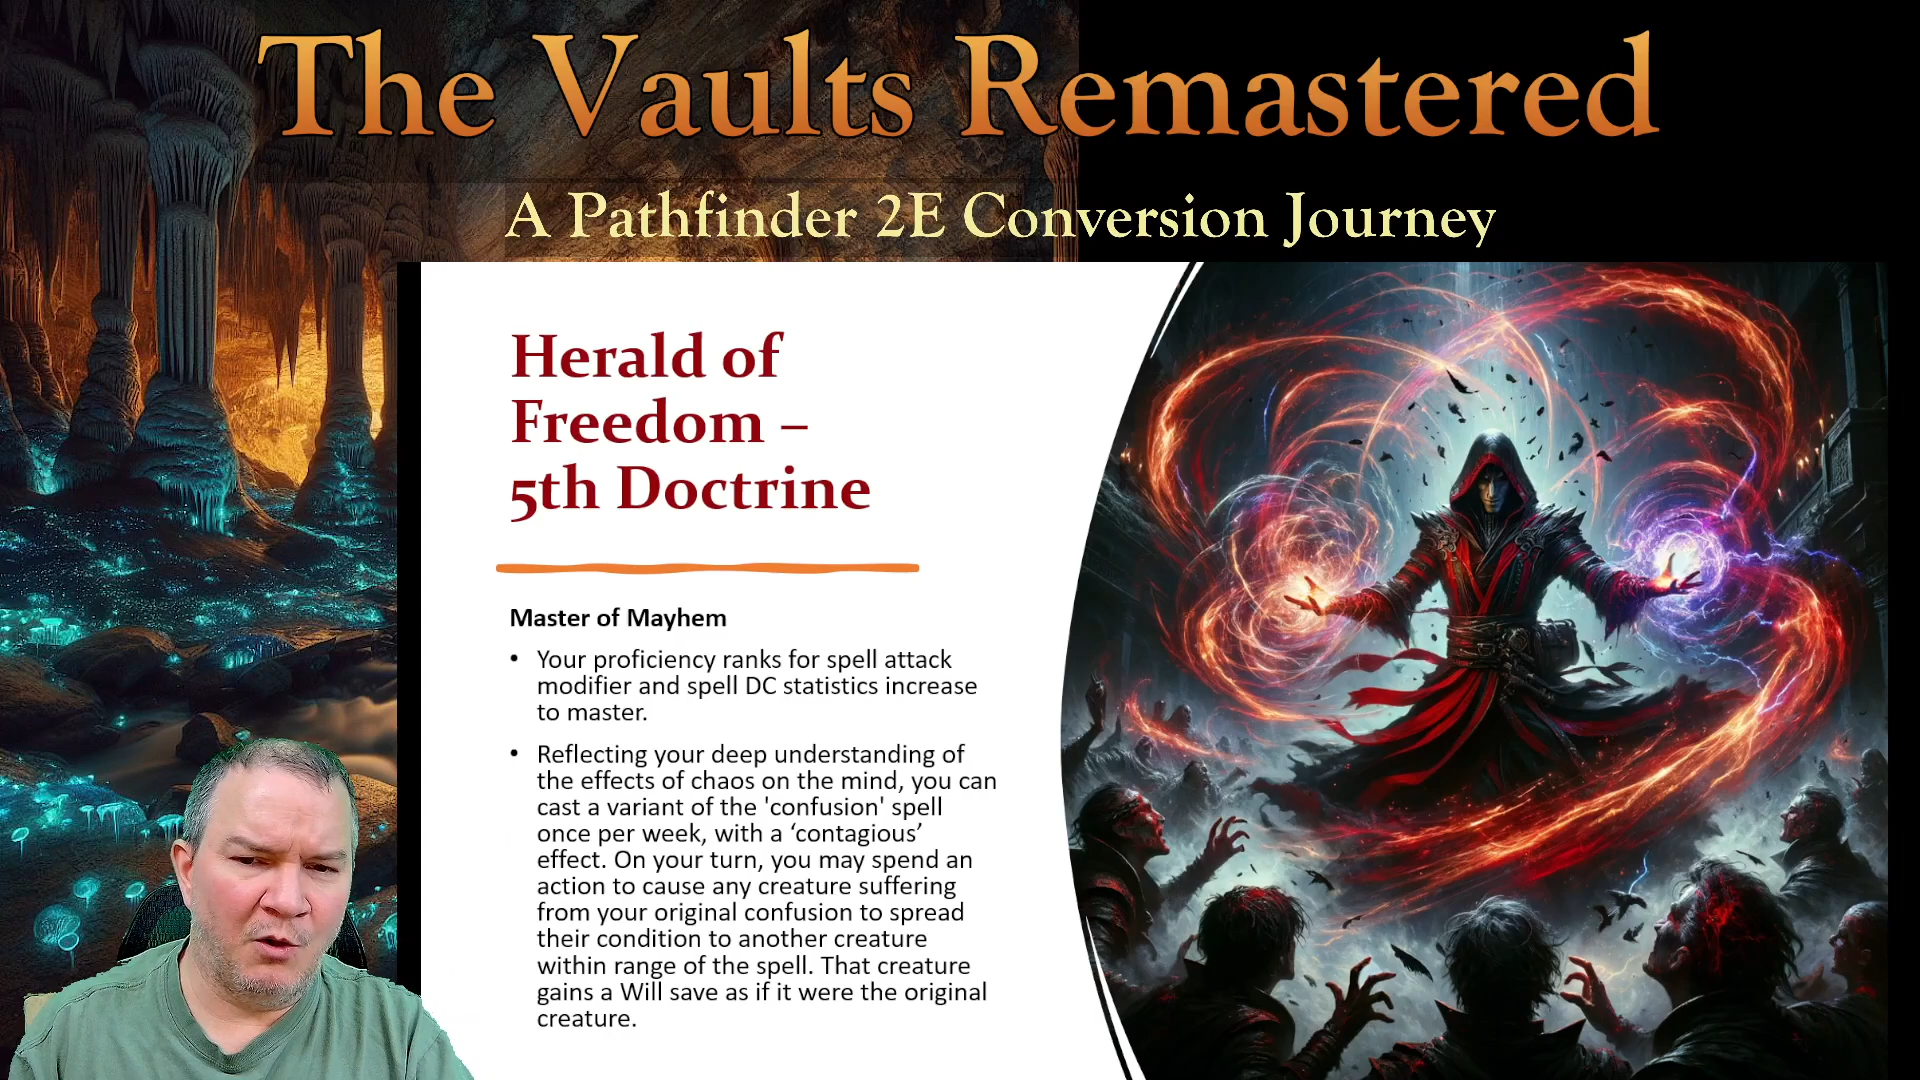 The Vaults Remastered
A Pathfinder 2E Conversion Journey
Herald of
Freedom –
5th Doctrine
Master of Mayhem
• Your proficiency ranks for spell attack
modifier and spell DC statistics increase
to master.
• Reflecting your deep understanding of
the effects of chaos on the mind, you can
cast a variant of the 'confusion' spell
once per week, with a ‘contagious’
effect. On your turn, you may spend an
action to cause any creature suffering
from your original confusion to spread
their condition to another creature
within range of the spell. That creature
gains a Will save as if it were the original
creature.